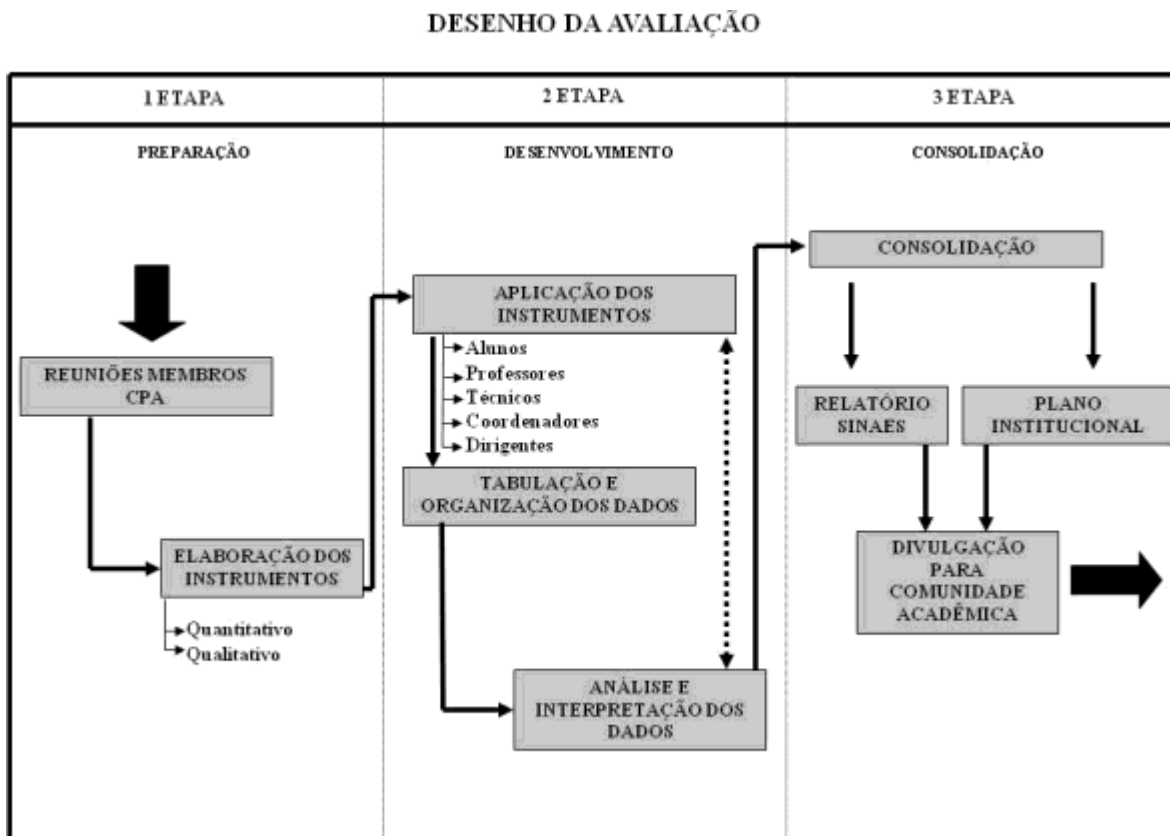 DESENHO DA AVALIAÇÃO
1 ETAPA
2 ETAPA
3 ETAPA
PREPARAÇÃO
DESENVOLVIMENTO
CONSOLIDAÇÃO
REUNIÕES MEMBROS
CPA
ELABORAÇÃO DOS
INSTRUMENTOS
Quantitativo
Qualitativo
APLICAÇÃO DOS
INSTRUMENTOS
Alunos
Professores
Técnicos
Coordenadores
Dirigentes
TABULAÇÃO E
ORGANIZAÇÃO DOS DADOS
ANÁLISE E
INTERPRETAÇÃO DOS
DADOS
CONSOLIDAÇÃO
RELATÓRIO
SINAES
PLANO
INSTITUCIONAL
DIVULGAÇÃO
PARA
COMUNIDADE
ACADÊMICA